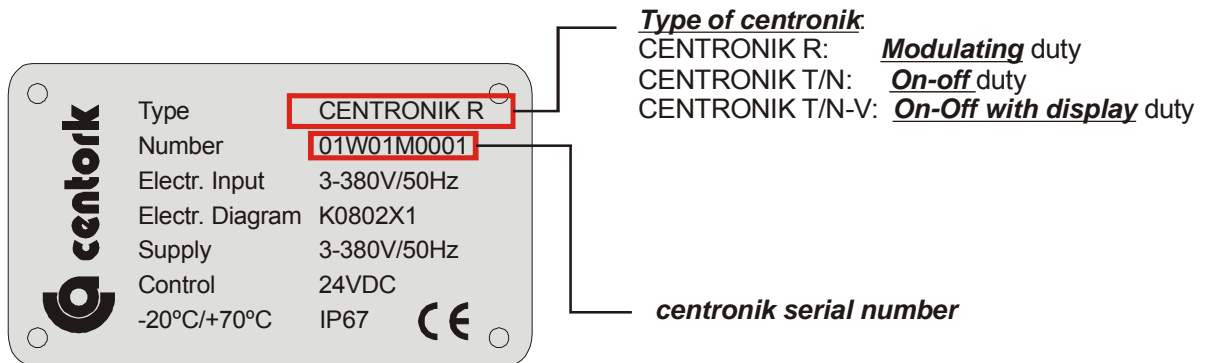 Type of centronik:
CENTRONIK R: Modulating duty
CENTRONIK T/N: On-off duty
CENTRONIK T/N-V: On-Off with display duty
centork
Type CENTRONIK R
Number 01W01M0001
Electr. Input 3-380V/50Hz
Electr. Diagram K0802X1
Supply 3-380V/50Hz
Control 24VDC
-20ºC/+70ºC IP67 CE
centronik serial number